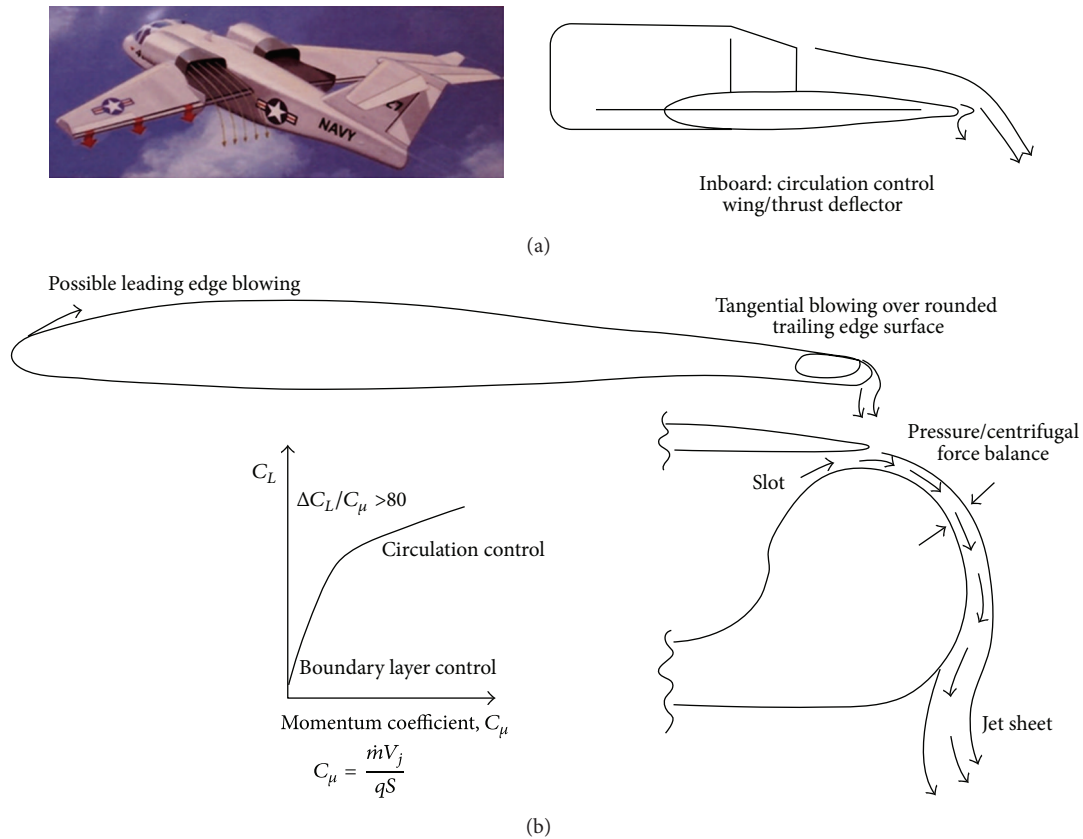 NAVY
Inboard: circulation control
wing/thrust deflector
(a)
Possible leading edge blowing
Tangential blowing over rounded
trailing edge surface
Pressure/centrifugal
force balance
Slot
Jet sheet
C_L
ΔC_L/C_μ >80
Circulation control
Boundary layer control
Momentum coefficient, C_μ
C_μ = ṁV_j / qS
(b)